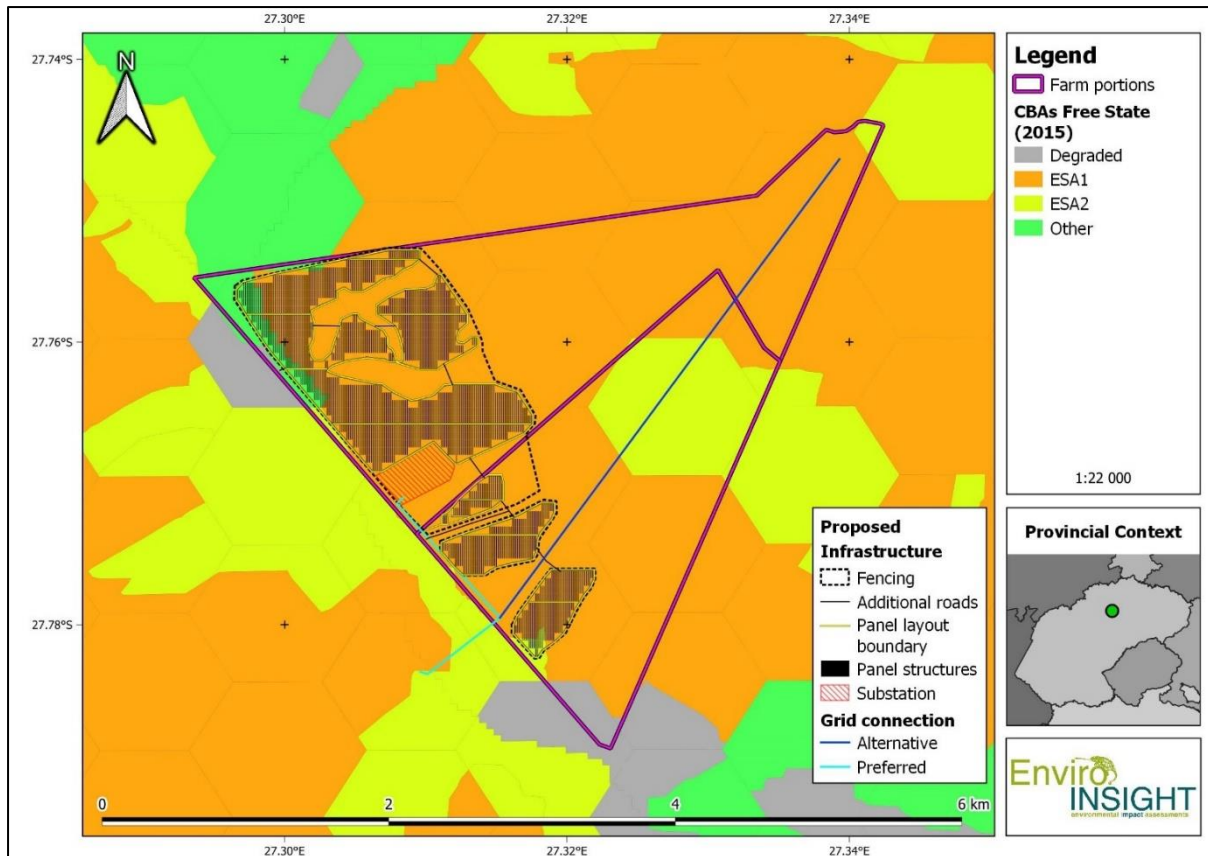 27.30°E 27.32°E 27.34°E
27.74°S
27.76°S
27.78°S
N
0 2 4 6 km
27.30°E 27.32°E 27.34°E
Legend
Farm portions
CBAs Free State
(2015)
Degraded
ESA1
ESA2
Other
1:22 000
Proposed
Infrastructure
Fencing
Additional roads
Panel layout
boundary
Panel structures
Substation
Grid connection
Alternative
Preferred
Provincial Context
Enviro
INSIGHT
environmental impact assessments